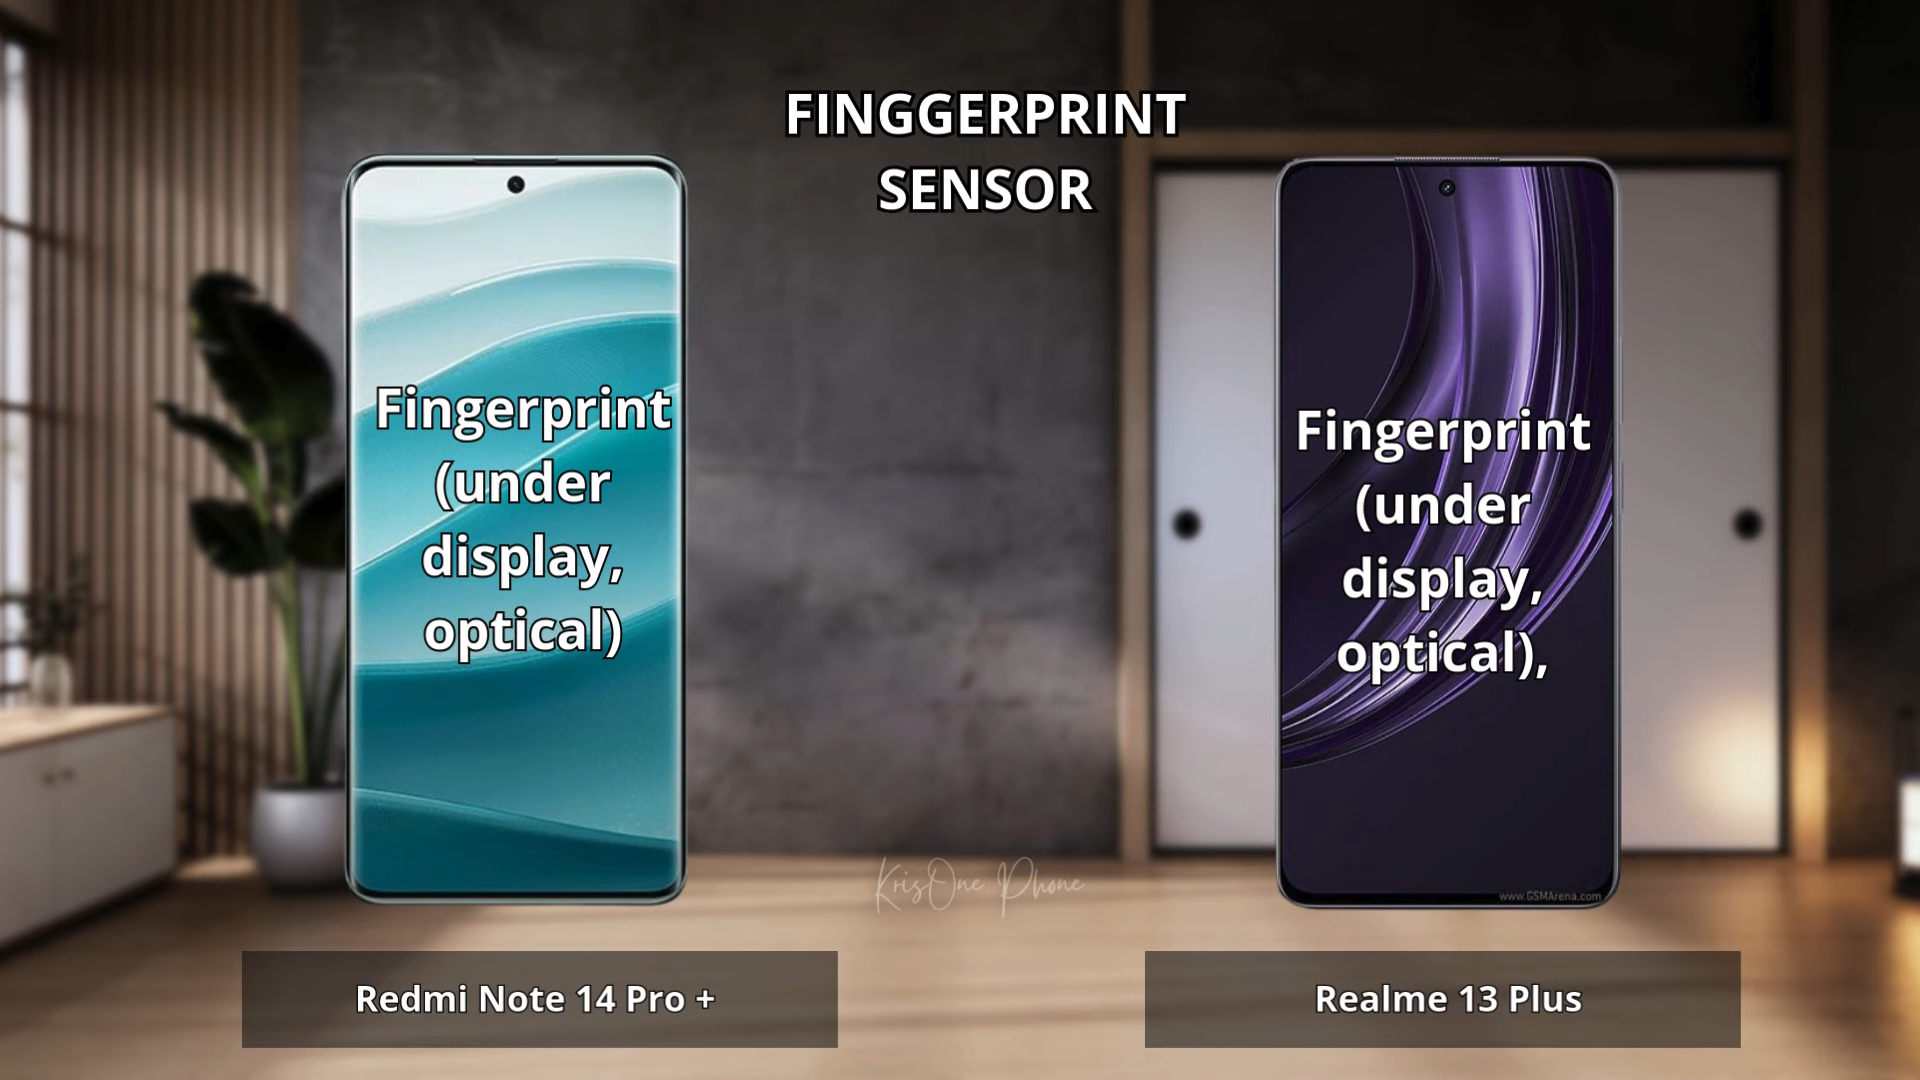 FINGGERPRINT
SENSOR
Fingerprint
(under
display,
optical)
Fingerprint
(under
display,
optical),
www.GSMArena.com
KrisOne Phone
Redmi Note 14 Pro +
Realme 13 Plus